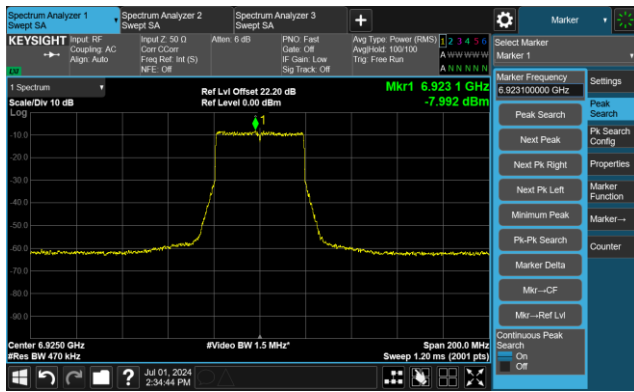 Spectrum Analyzer 1
Swept SA
Spectrum Analyzer 2
Swept SA
Spectrum Analyzer 3
Swept SA
Marker
KEYSIGHT
Input: RF
Coupling: AC
Align: Auto
Input Z: 50 Ω
Corr CCorr
Freq Ref: Int (S)
NFE: Off
Atten: 6 dB
PNO: Fast
Gate: Off
IF Gain: Low
Sig Track: Off
Avg Type: Power (RMS)
Avg|Hold: 100/100
Trig: Free Run
1 2 3 4 5 6
A W W W W W
A N N N N N
Select Marker
Marker 1
1 Spectrum
Scale/Div 10 dB
Log
Ref Lvl Offset 22.20 dB
Ref Level 0.00 dBm
Mkr1 6.923 1 GHz
-7.992 dBm
1
-10.0
-20.0
-30.0
-40.0
-50.0
-60.0
-70.0
-80.0
-90.0
Center 6.9250 GHz
#Res BW 470 kHz
#Video BW 1.5 MHz*
Span 200.0 MHz
Sweep 1.20 ms (2001 pts)
Marker Frequency
6.923100000 GHz
Peak Search
Next Peak
Next Pk Right
Next Pk Left
Minimum Peak
Pk-Pk Search
Marker Delta
Mkr→CF
Mkr→Ref Lvl
Continuous Peak
Search
On
Off
Settings
Peak
Search
Pk Search
Config
Properties
Marker
Function
Marker→
Counter
Jul 01, 2024
2:34:44 PM